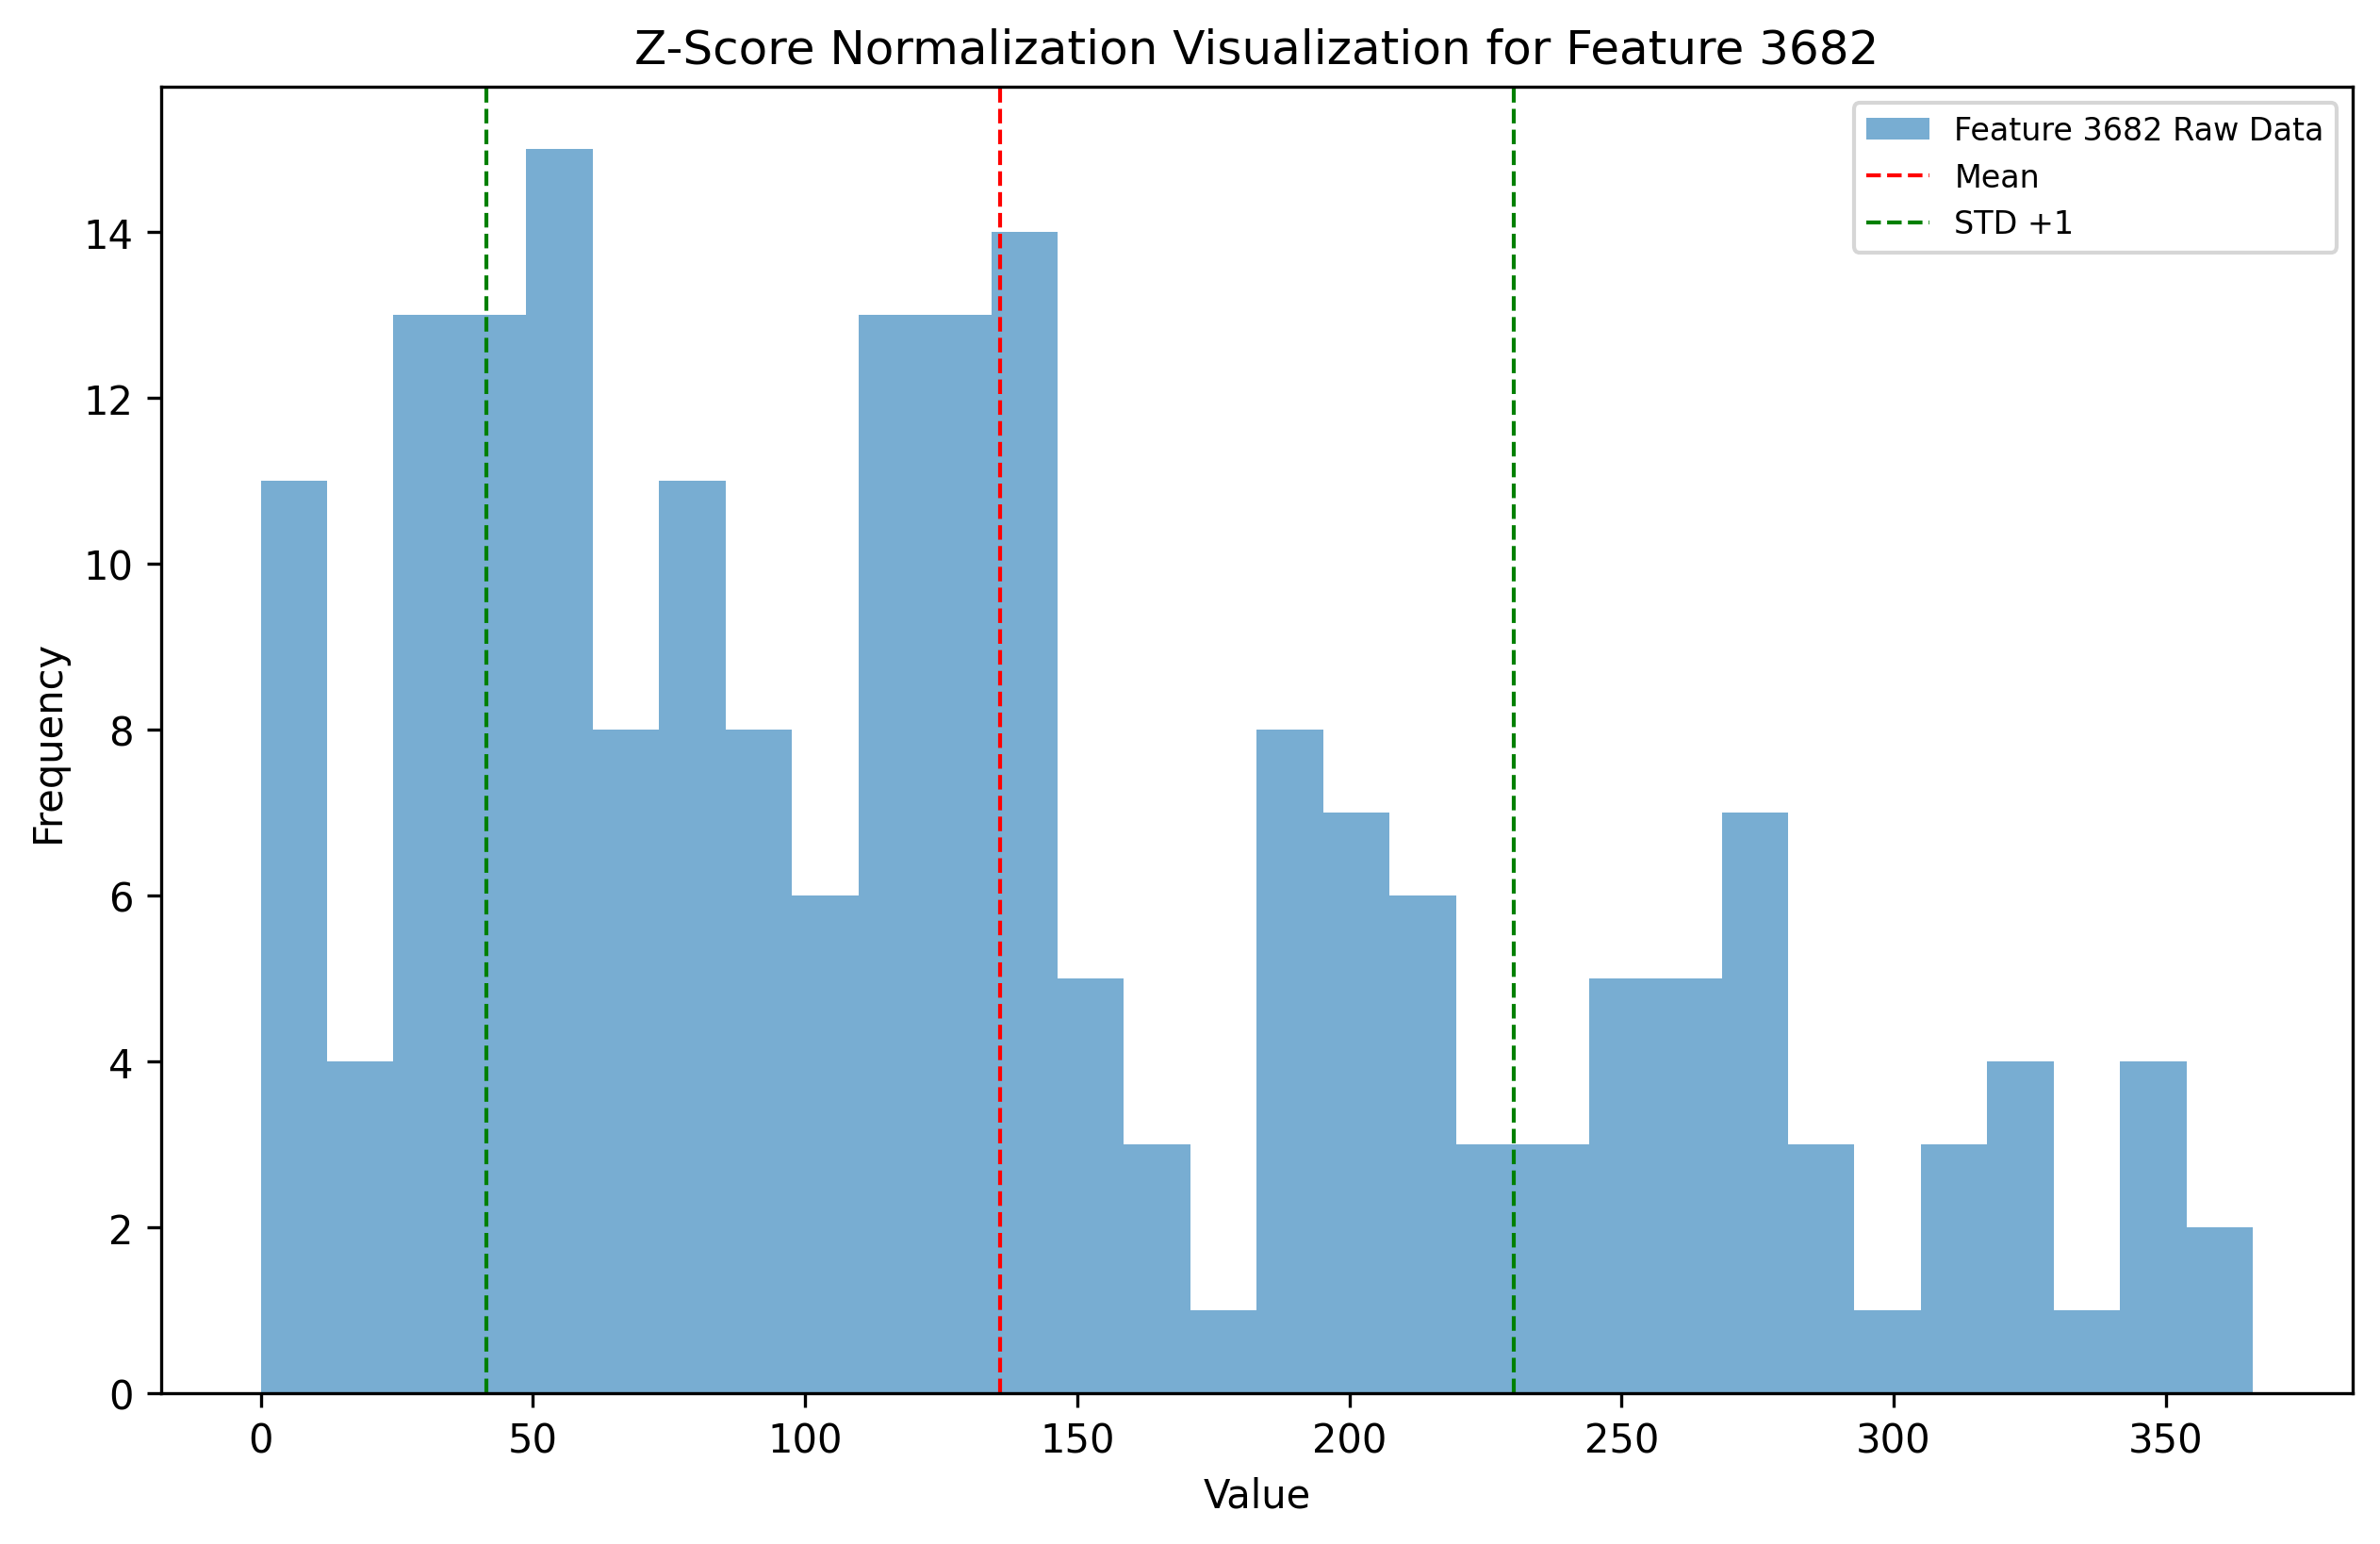 Z-Score Normalization Visualization for Feature 3682
Feature 3682 Raw Data
Mean
STD +1
14
12
10
8
6
4
2
0
Frequency
0 50 100 150 200 250 300 350
Value